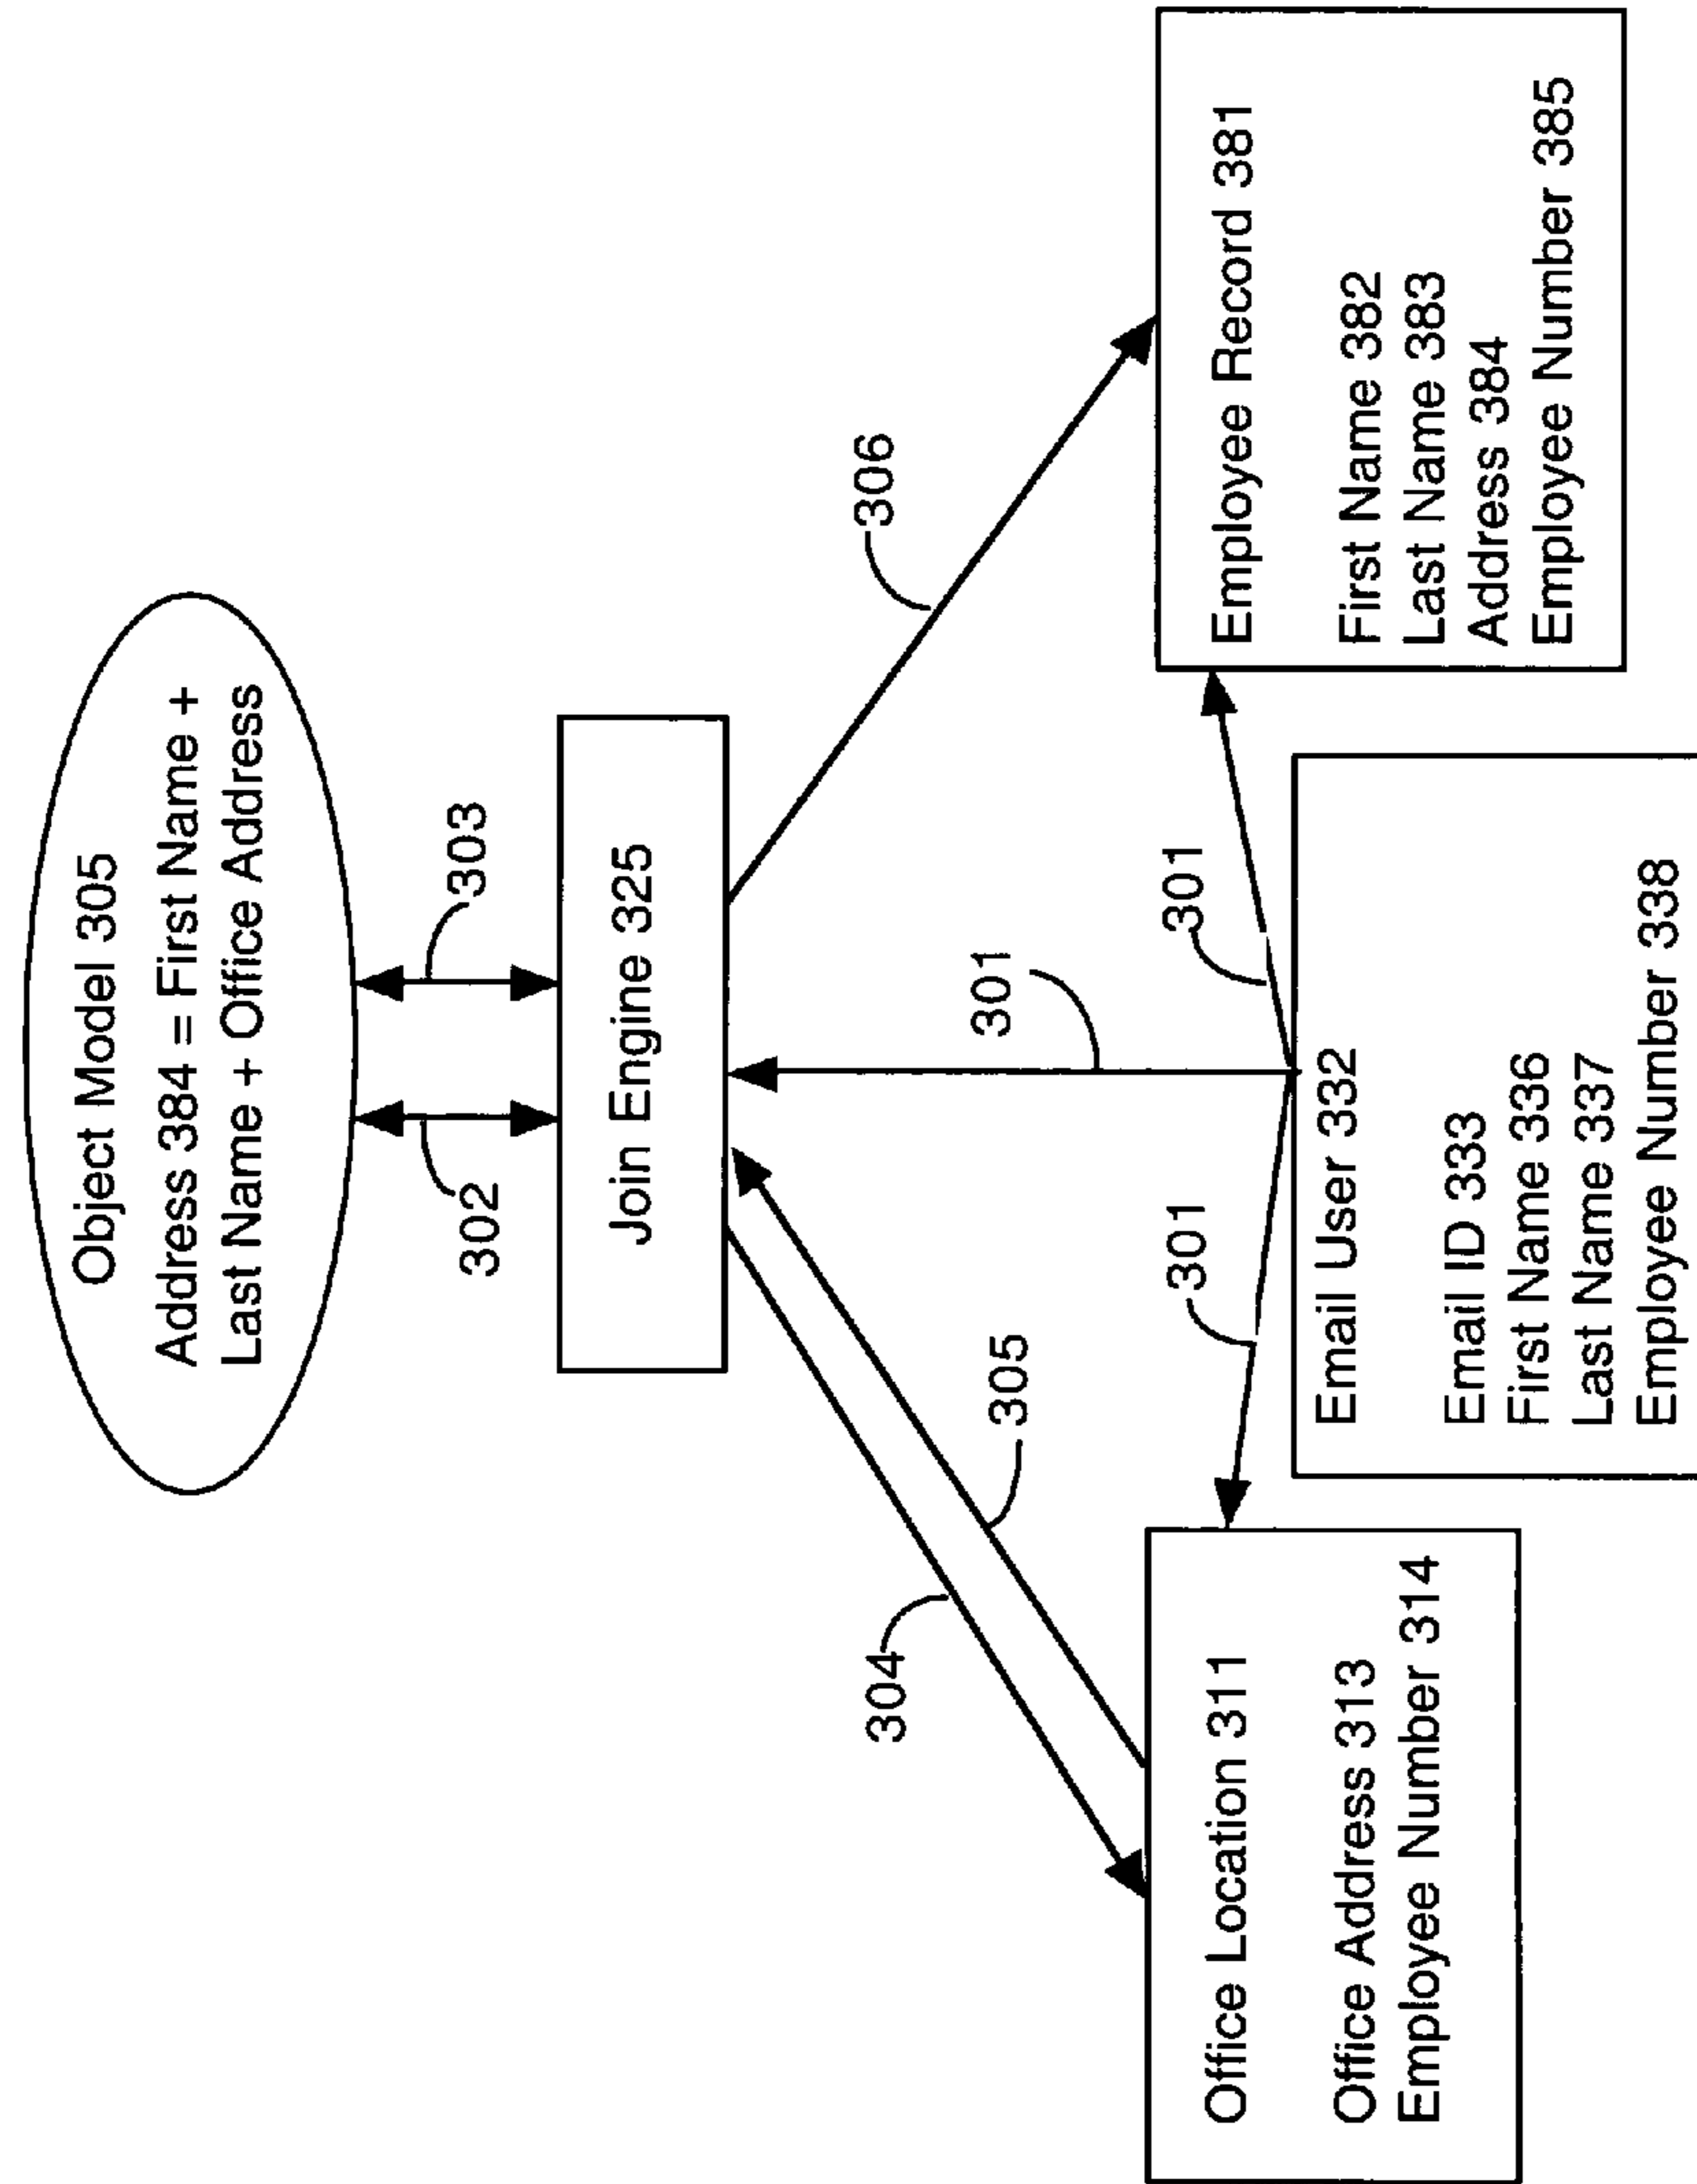 Object Model 305
Address 384 = First Name +
Last Name + Office Address
302
303
Join Engine 325
304
305
301
306
301
301
Office Location 311
Office Address 313
Employee Number 314
Email User 332
Email ID 333
First Name 336
Last Name 337
Employee Number 338
Employee Record 381
First Name 382
Last Name 383
Address 384
Employee Number 385